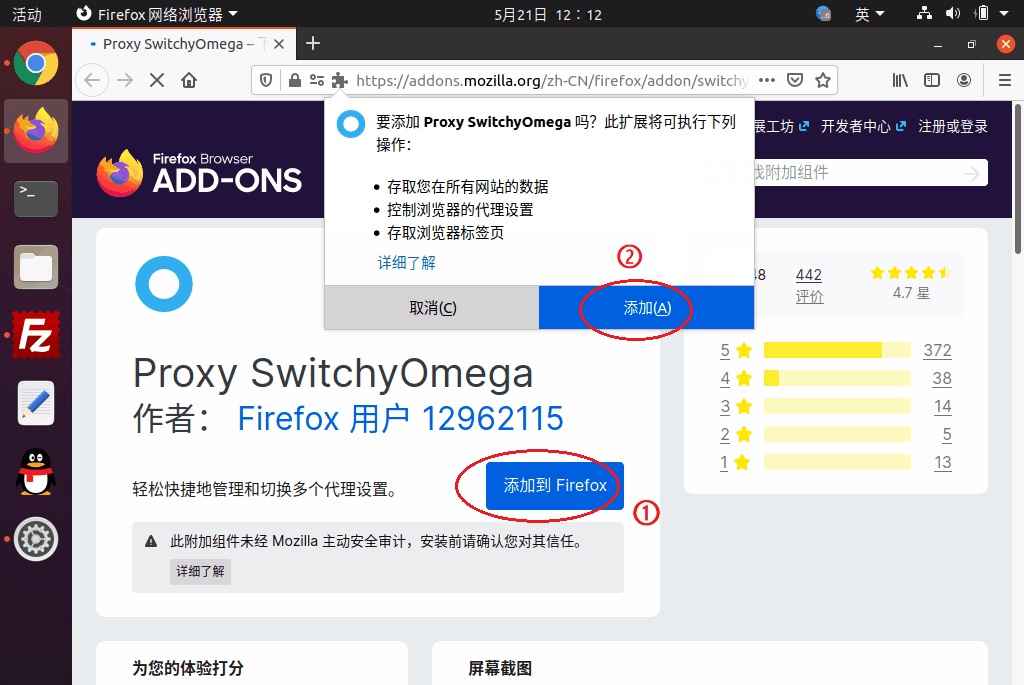 活动
Firefox 网络浏览器
5月21日 12：12
英
Proxy SwitchyOmega – 
https://addons.mozilla.org/zh-CN/firefox/addon/switchy
要添加 Proxy SwitchyOmega 吗？此扩展将可执行下列
操作：
存取您在所有网站的数据
控制浏览器的代理设置
存取浏览器标签页
详细了解
②
取消(C)
添加(A)
展工坊
开发者中心
注册或登录
Firefox Browser
ADD-ONS
找附加组件
48
442
评价
4.7 星
5 372
4 38
3 14
2 5
1 13
Proxy SwitchyOmega
作者： Firefox 用户 12962115
轻松快捷地管理和切换多个代理设置。
添加到 Firefox
①
此附加组件未经 Mozilla 主动安全审计，安装前请确认您对其信任。
详细了解
为您的体验打分
屏幕截图
>_
Fz